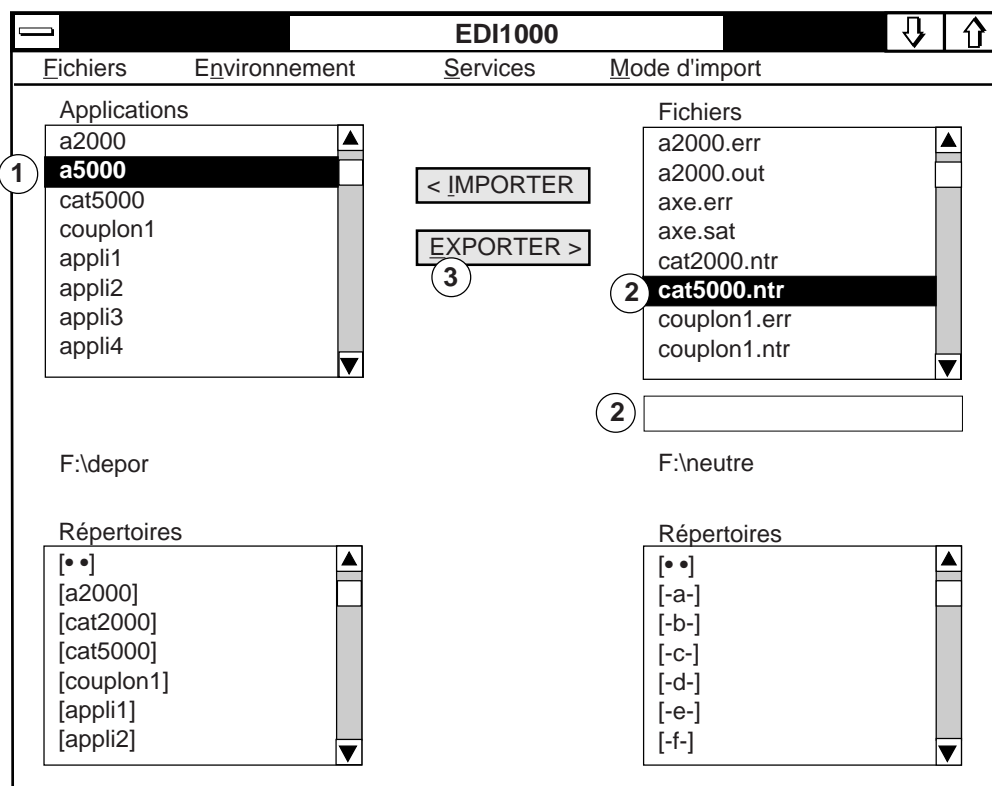 EDI1000
Fichiers Environnement Services Mode d'import
Applications
a2000
1 a5000
cat5000
couplon1
appli1
appli2
appli3
appli4
< IMPORTER
EXPORTER >
3
Fichiers
a2000.err
a2000.out
axe.err
axe.sat
cat2000.ntr
2 cat5000.ntr
couplon1.err
couplon1.ntr
2
F:\depor
F:\neutre
Répertoires
[• •]
[a2000]
[cat2000]
[cat5000]
[couplon1]
[appli1]
[appli2]
Répertoires
[• •]
[-a-]
[-b-]
[-c-]
[-d-]
[-e-]
[-f-]